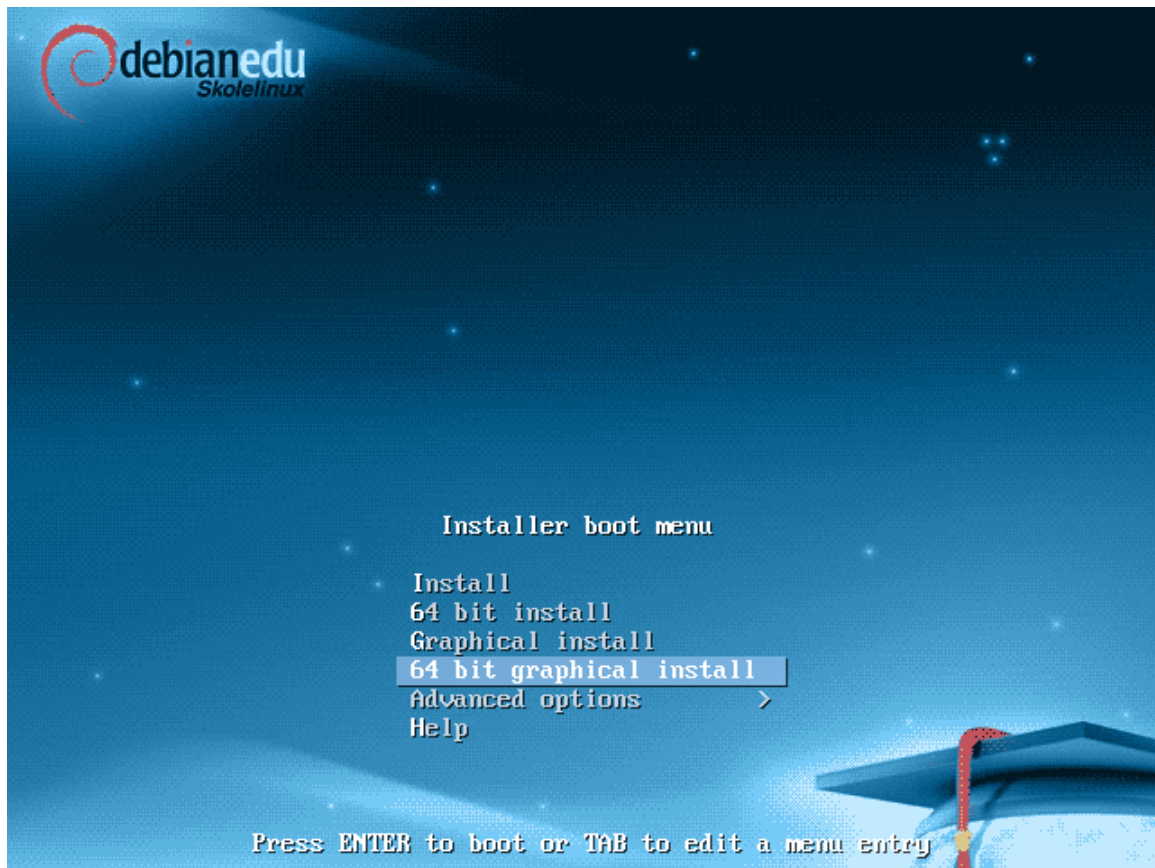 debianedu
Skolelinux
Installer boot menu
Install
64 bit install
Graphical install
64 bit graphical install
Advanced options >
Help
Press ENTER to boot or TAB to edit a menu entry